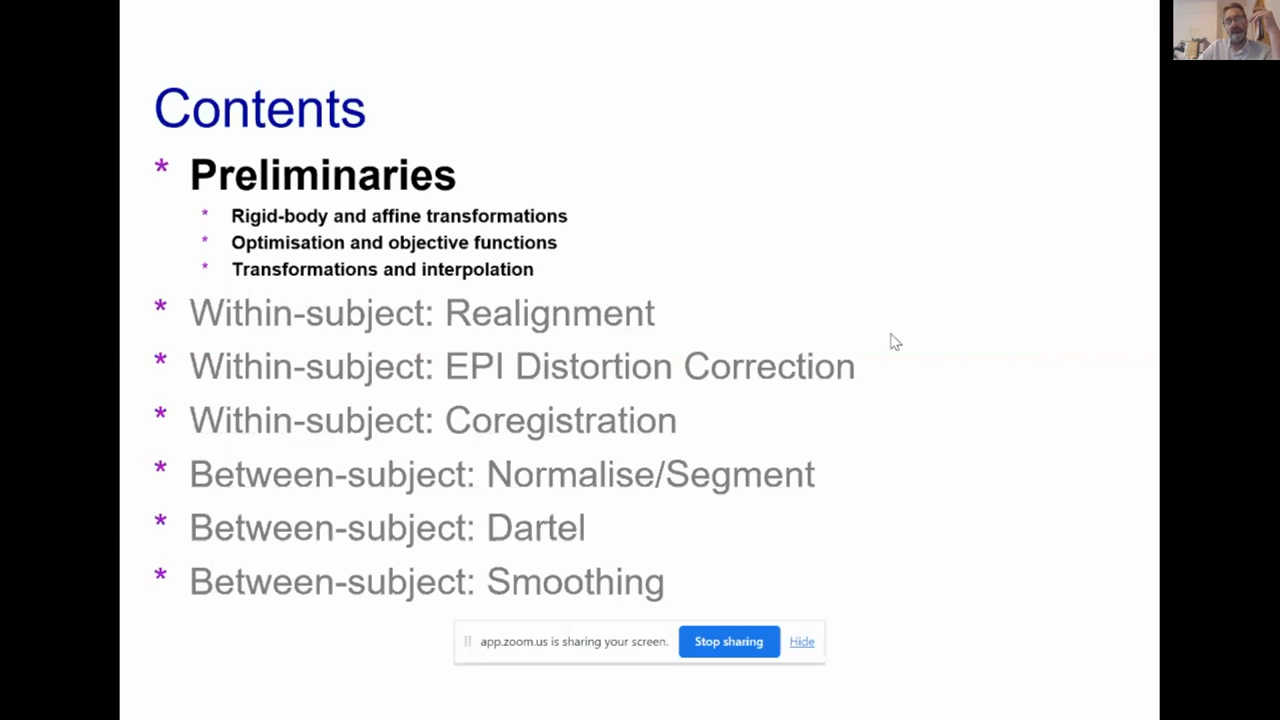 Contents
* Preliminaries
* Rigid-body and affine transformations
* Optimisation and objective functions
* Transformations and interpolation
* Within-subject: Realignment
* Within-subject: EPI Distortion Correction
* Within-subject: Coregistration
* Between-subject: Normalise/Segment
* Between-subject: Dartel
* Between-subject: Smoothing
app.zoom.us is sharing your screen. Stop sharing Hide